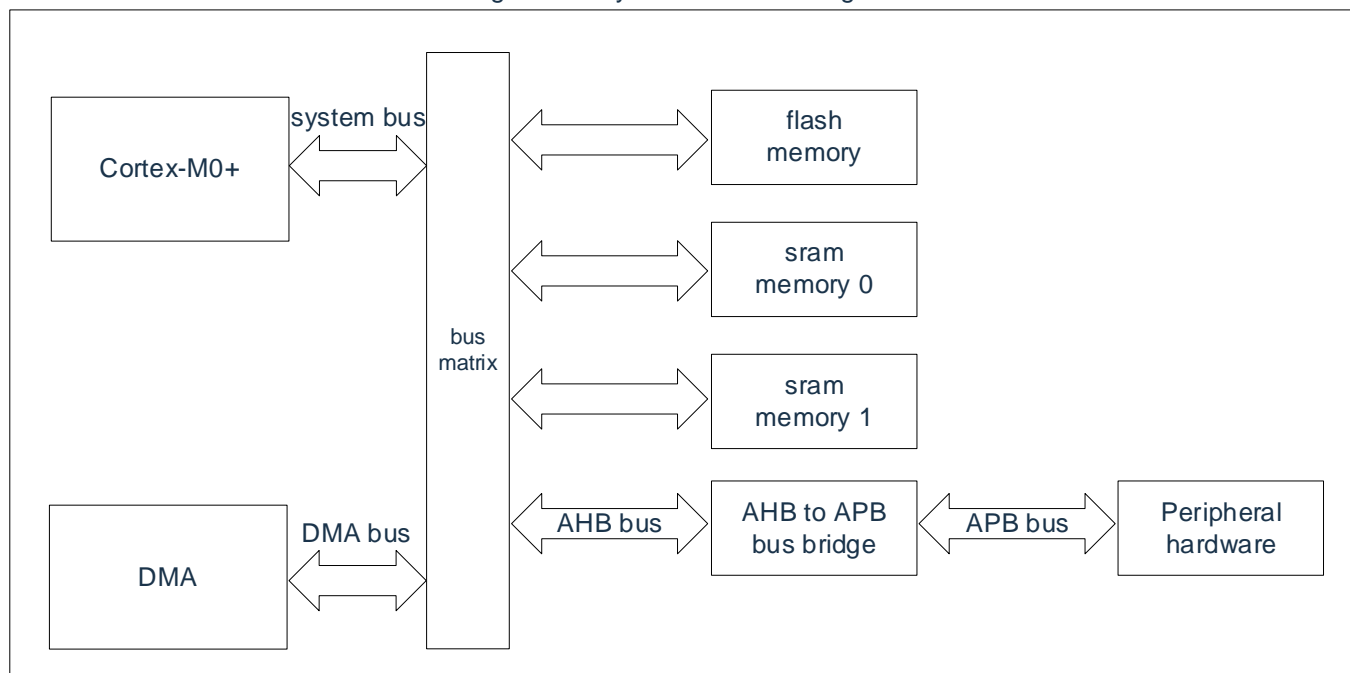 system bus
Cortex-M0+
flash
memory
sram
memory 0
bus
matrix
sram
memory 1
DMA bus
DMA
AHB bus
AHB to APB
bus bridge
APB bus
Peripheral
hardware